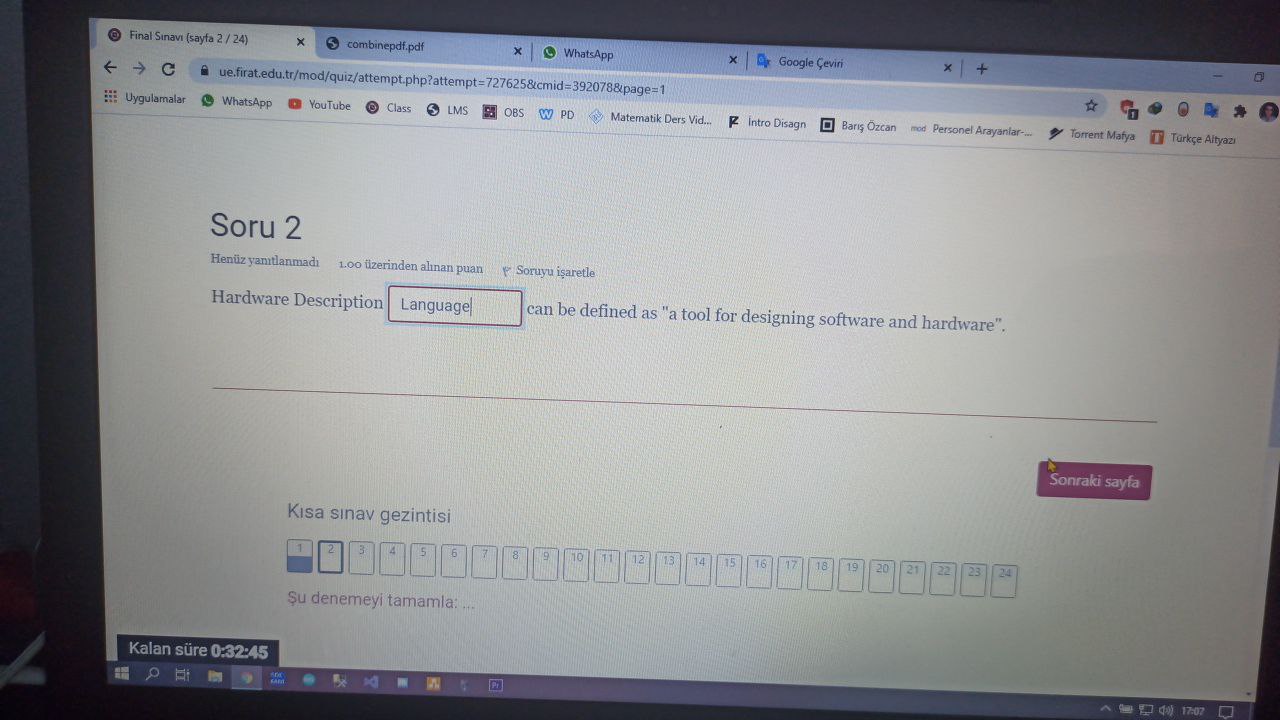 Final Sınavı (sayfa 2 / 24)
combinepdf.pdf
WhatsApp
Google Çeviri
ue.firat.edu.tr/mod/quiz/attempt.php?attempt=727625&cmid=392078&page=1
Uygulamalar WhatsApp YouTube Class LMS OBS PD Matematik Ders Vid... İntro Disagn Barış Özcan mod Personel Arayanlar-... Torrent Mafya Türkçe Altyazı
Soru 2
Henüz yanıtlanmadı 1.00 üzerinden alınan puan Soruyu işaretle
Hardware Description Language can be defined as "a tool for designing software and hardware".
Sonraki sayfa
Kısa sınav gezintisi
1 2 3 4 5 6 7 8 9 10 11 12 13 14 15 16 17 18 19 20 21 22 23 24
Şu denemeyi tamamla: ...
Kalan süre 0:32:45
Pr
17:07